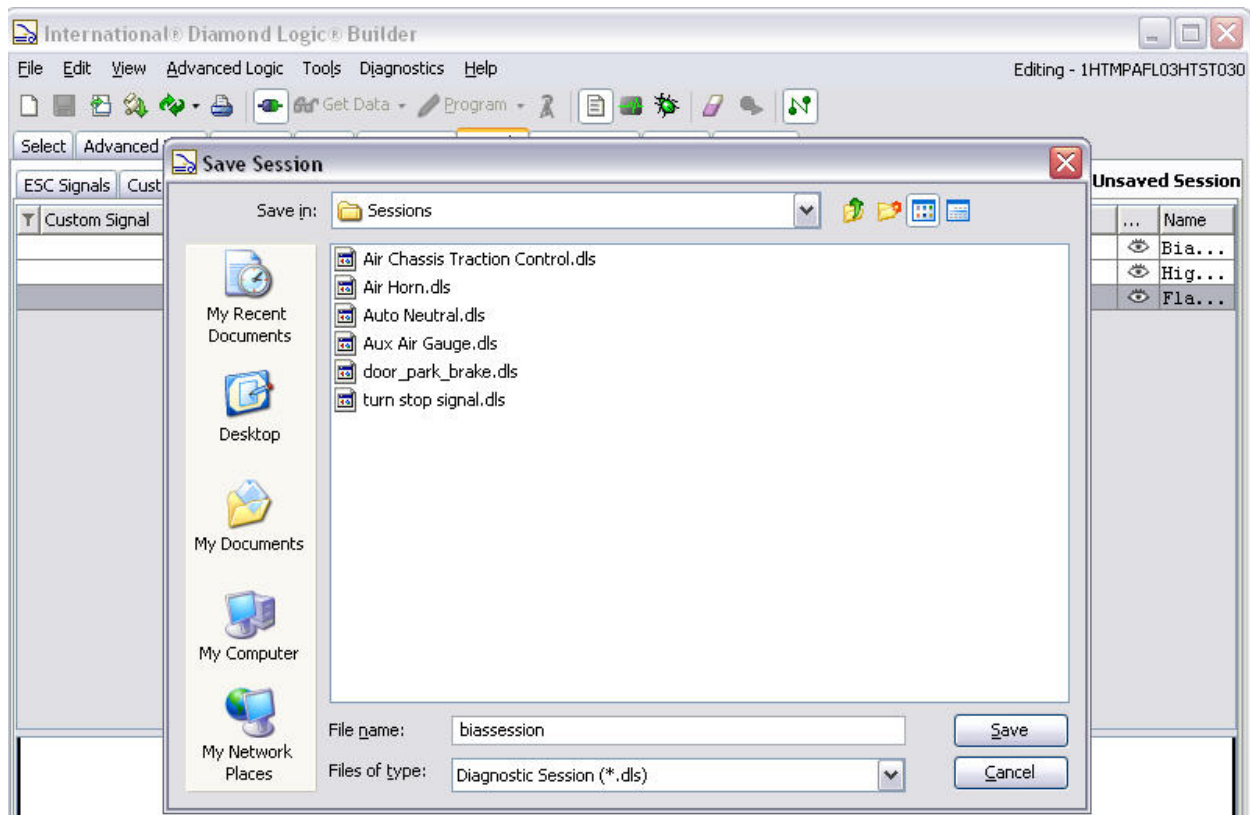 International® Diamond Logic® Builder
File Edit View Advanced Logic Tools Diagnostics Help Editing - 1HTMPAFL03HTST030
Get Data Program
Select Advanced
Save Session
ESC Signals Cust
Unsaved Session
Save in: Sessions
Custom Signal
... Name
Bia...
Hig...
Fla...
My Recent Documents
Desktop
My Documents
My Computer
My Network Places
Air Chassis Traction Control.dls
Air Horn.dls
Auto Neutral.dls
Aux Air Gauge.dls
door_park_brake.dls
turn stop signal.dls
File name: biassession Save
Files of type: Diagnostic Session (*.dls) Cancel